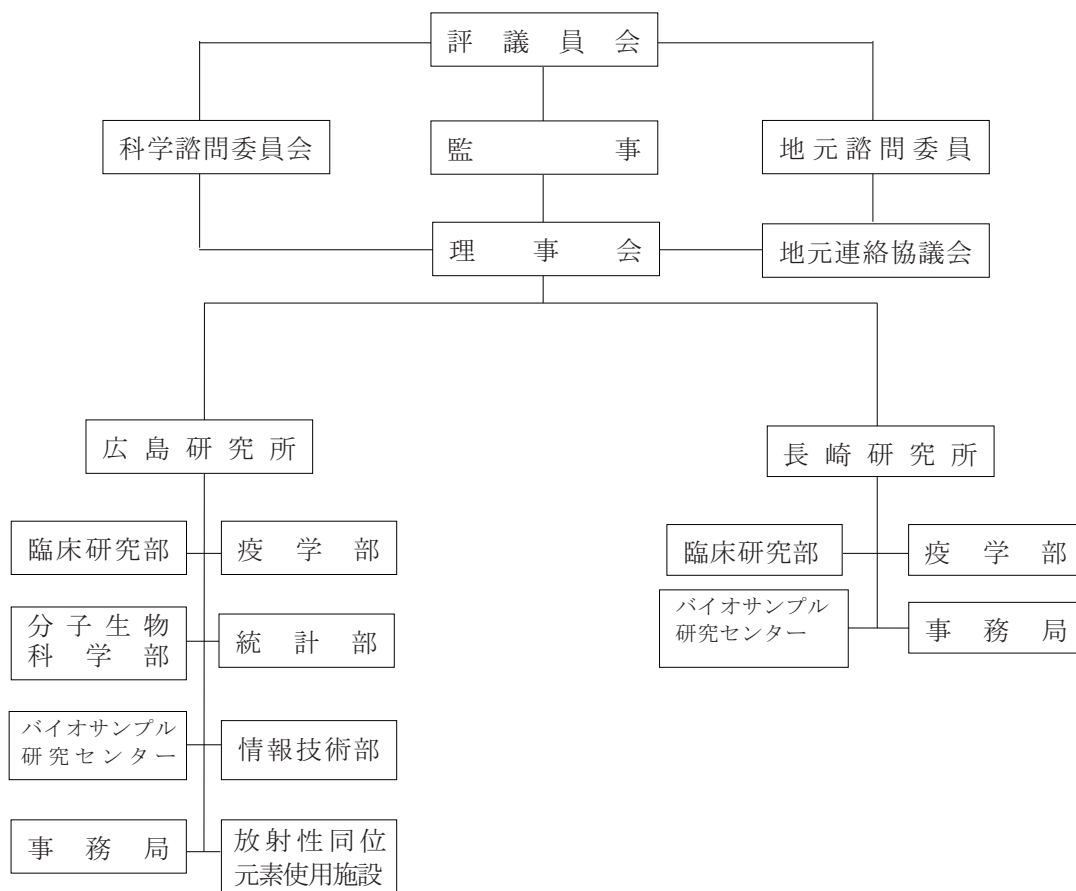 評議員会
科学諮問委員会
監事
地元諮問委員
理事会
地元連絡協議会
広島研究所
長崎研究所
臨床研究部
疫学部
臨床研究部
疫学部
分子生物
科学部
統計部
バイオサンプル
研究センター
事務局
バイオサンプル
研究センター
情報技術部
事務局
放射性同位
元素使用施設